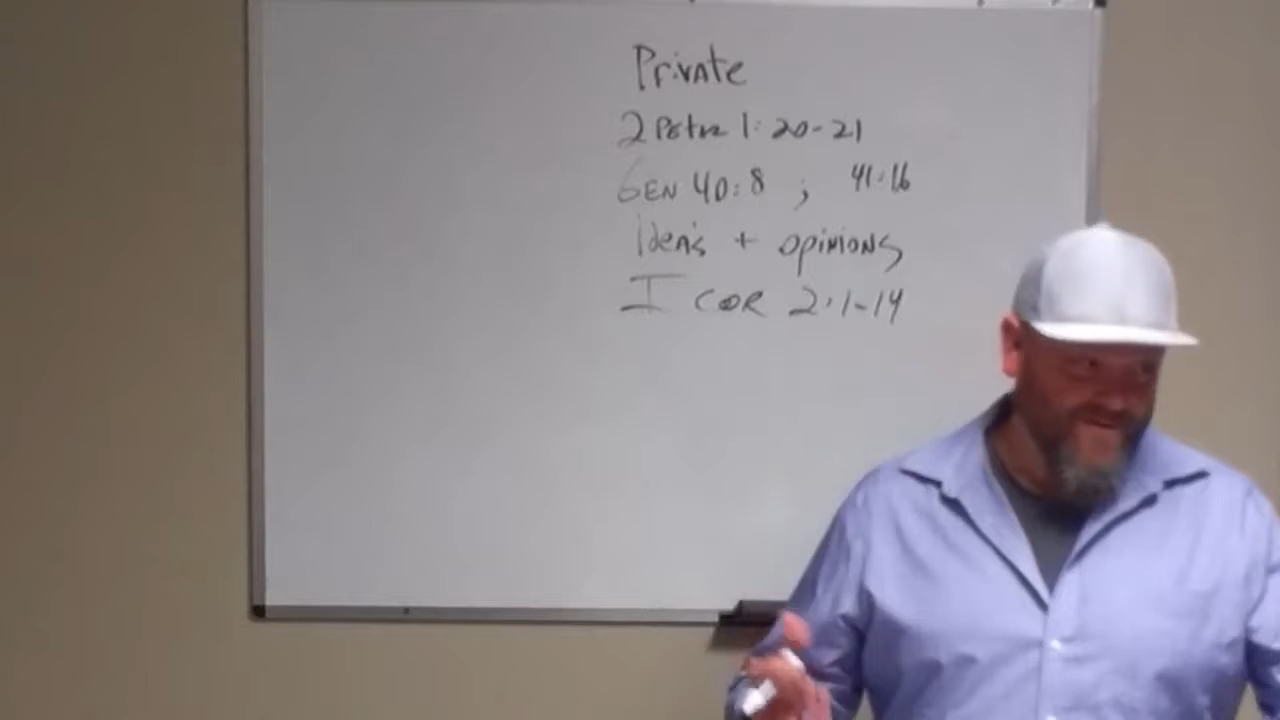 Private
2 Peter 1:20-21
GEN 40:8 ; 41:16
Idea's + opinions
I COR 2:1-14